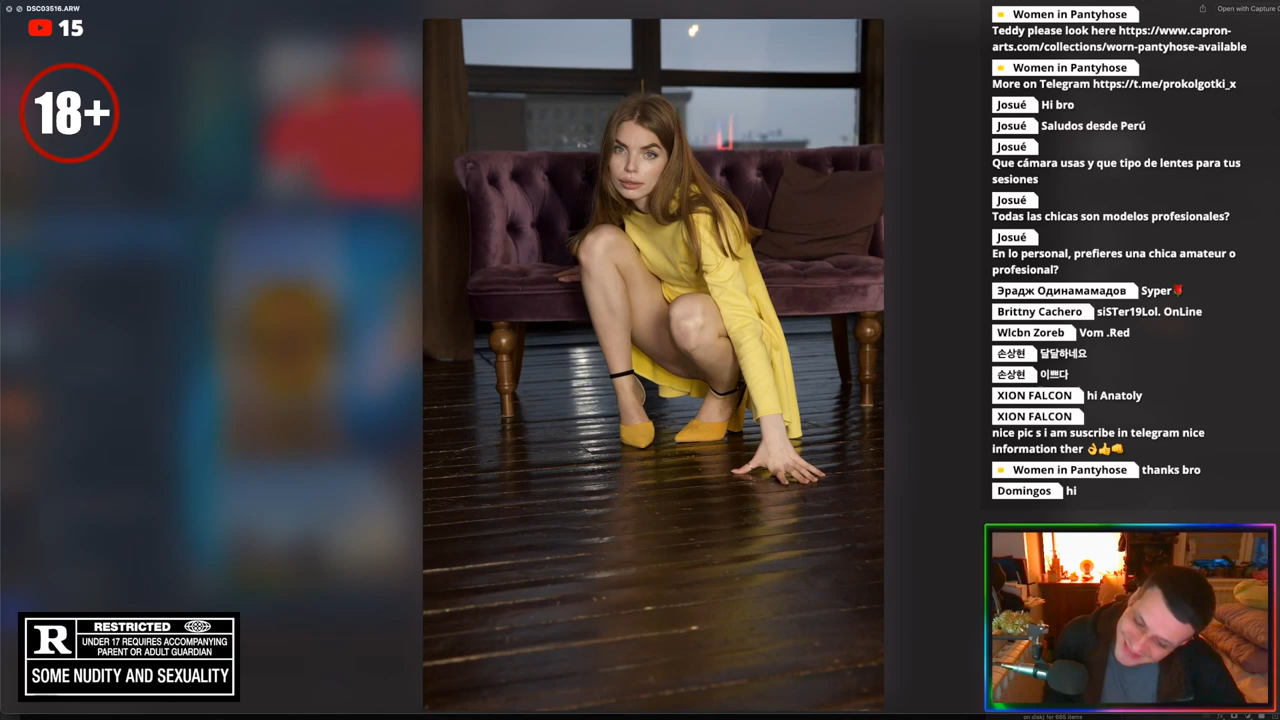 DSC03516.ARW
15
18+
R
RESTRICTED
UNDER 17 REQUIRES ACCOMPANYING
PARENT OR ADULT GUARDIAN
SOME NUDITY AND SEXUALITY
Open with Capture
Women in Pantyhose
Teddy please look here https://www.capron-
arts.com/collections/worn-pantyhose-available
Women in Pantyhose
More on Telegram https://t.me/prokolgotki_x
Josué Hi bro
Josué Saludos desde Perú
Josué
Que cámara usas y que tipo de lentes para tus
sesiones
Josué
Todas las chicas son modelos profesionales?
Josué
En lo personal, prefieres una chica amateur o
profesional?
Эрадж Одинамамадов Syper🌹
Brittny Cachero siSTer19Lol. OnLine
Wlcbn Zoreb Vom .Red
손상현 달달하네요
손상현 이쁘다
XION FALCON hi Anatoly
XION FALCON
nice pic s i am suscribe in telegram nice
information ther 👌👍👊
Women in Pantyhose thanks bro
Domingos hi